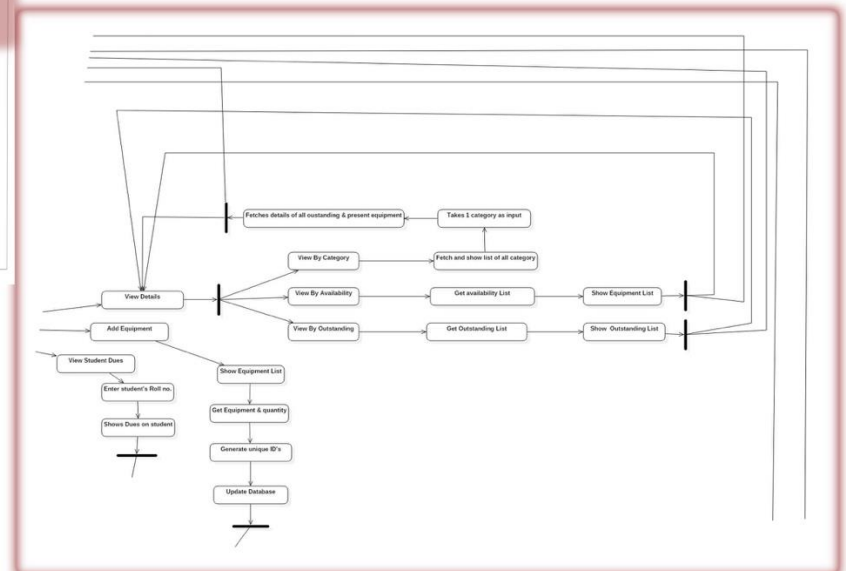 Fetches details of all oustanding & present equipment
Takes 1 category as input
View By Category
Fetch and show list of all category
View Details
View By Availability
Get availability List
Show Equipment List
Add Equipment
View By Outstanding
Get Outstanding List
Show Outstanding List
View Student Dues
Show Equipment List
Enter student's Roll no.
Get Equipment & quantity
Shows Dues on student
Generate unique ID's
Update Database